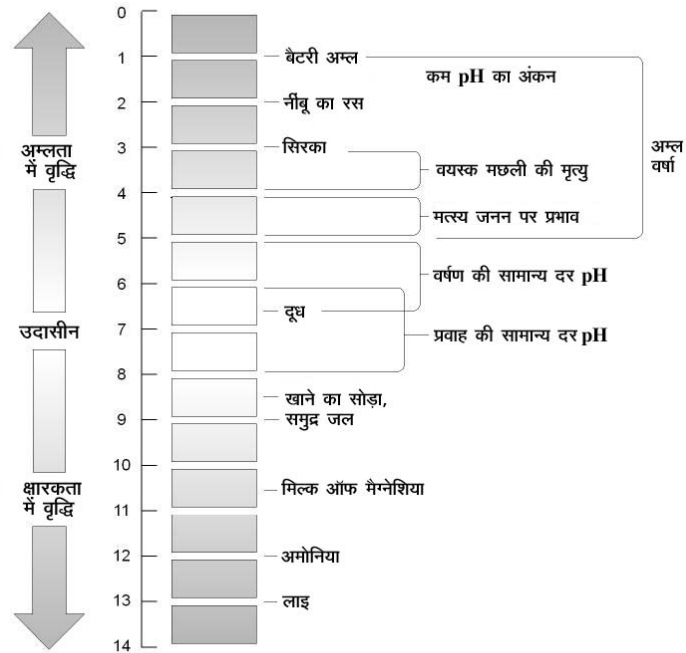 0
1
2
3
4
5
6
7
8
9
10
11
12
13
14
अम्लता
में वृद्धि
उदासीन
क्षारकता
में वृद्धि
बैटरी अम्ल
नींबू का रस
सिरका
दूध
खाने का सोड़ा,
समुद्र जल
मिल्क ऑफ मैग्नेशिया
अमोनिया
लाइ
कम pH का अंकन
वयस्क मछली की मृत्यु
मत्स्य जनन पर प्रभाव
वर्षण की सामान्य दर pH
प्रवाह की सामान्य दर pH
अम्ल
वर्षा